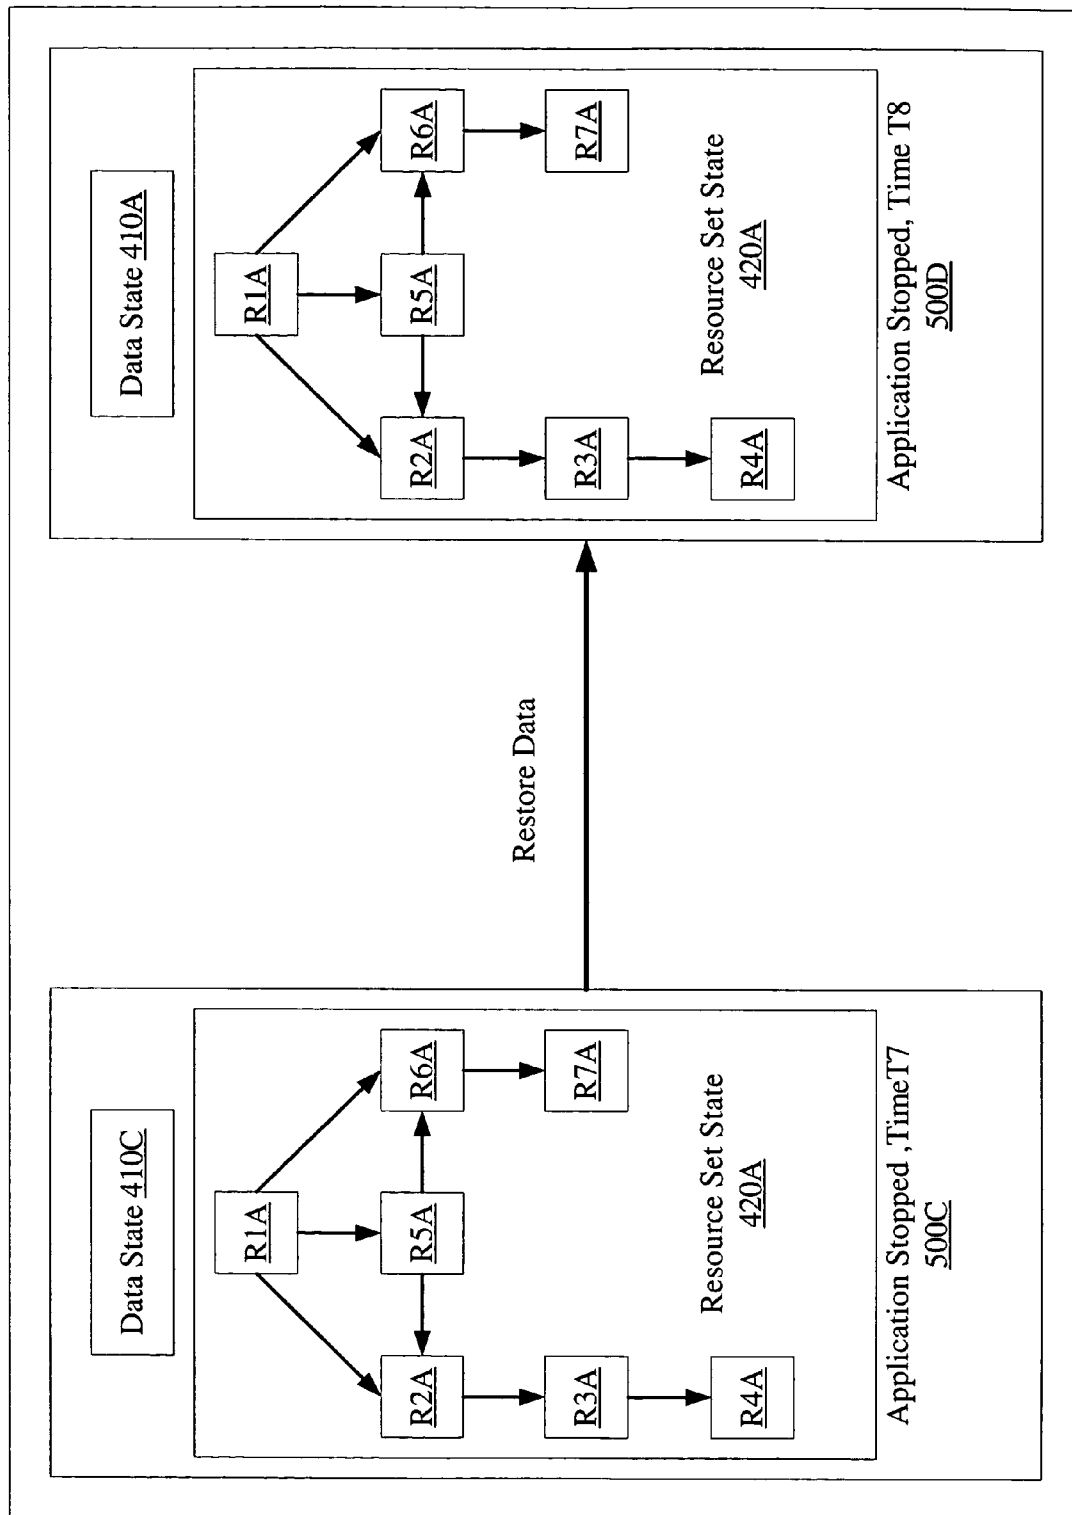 Data State 410C
R1A
R2A
R5A
R6A
R3A
R7A
R4A
Resource Set State
420A
Application Stopped ,TimeT7
500C
Restore Data
Data State 410A
R1A
R2A
R5A
R6A
R3A
R7A
R4A
Resource Set State
420A
Application Stopped, Time T8
500D